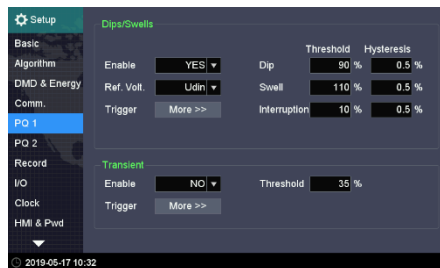 Setup
Basic
Algorithm
DMD & Energy
Comm.
PQ 1
PQ 2
Record
I/O
Clock
HMI & Pwd
Dips/Swells
Threshold Hysteresis
Enable YES Dip 90 % 0.5 %
Ref. Volt. Udin Swell 110 % 0.5 %
Trigger More >> Interruption 10 % 0.5 %
Transient
Enable NO Threshold 35 %
Trigger More >>
2019-05-17 10:32